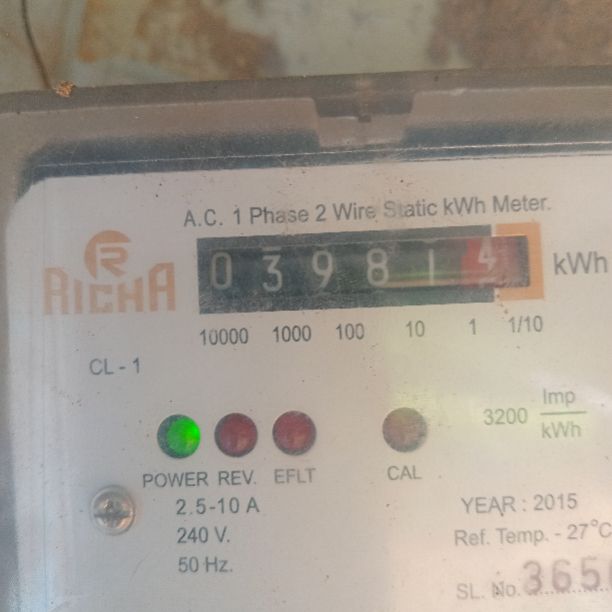 A.C. 1 Phase 2 Wire Static kWh Meter.
R
RICHA
0 3 9 8 1 4 kWh
10000 1000 100 10 1 1/10
CL - 1
3200 Imp
kWh
POWER REV. EFLT CAL
2.5-10 A
240 V.
50 Hz.
YEAR : 2015
Ref. Temp. - 27°C
SL. No. 365